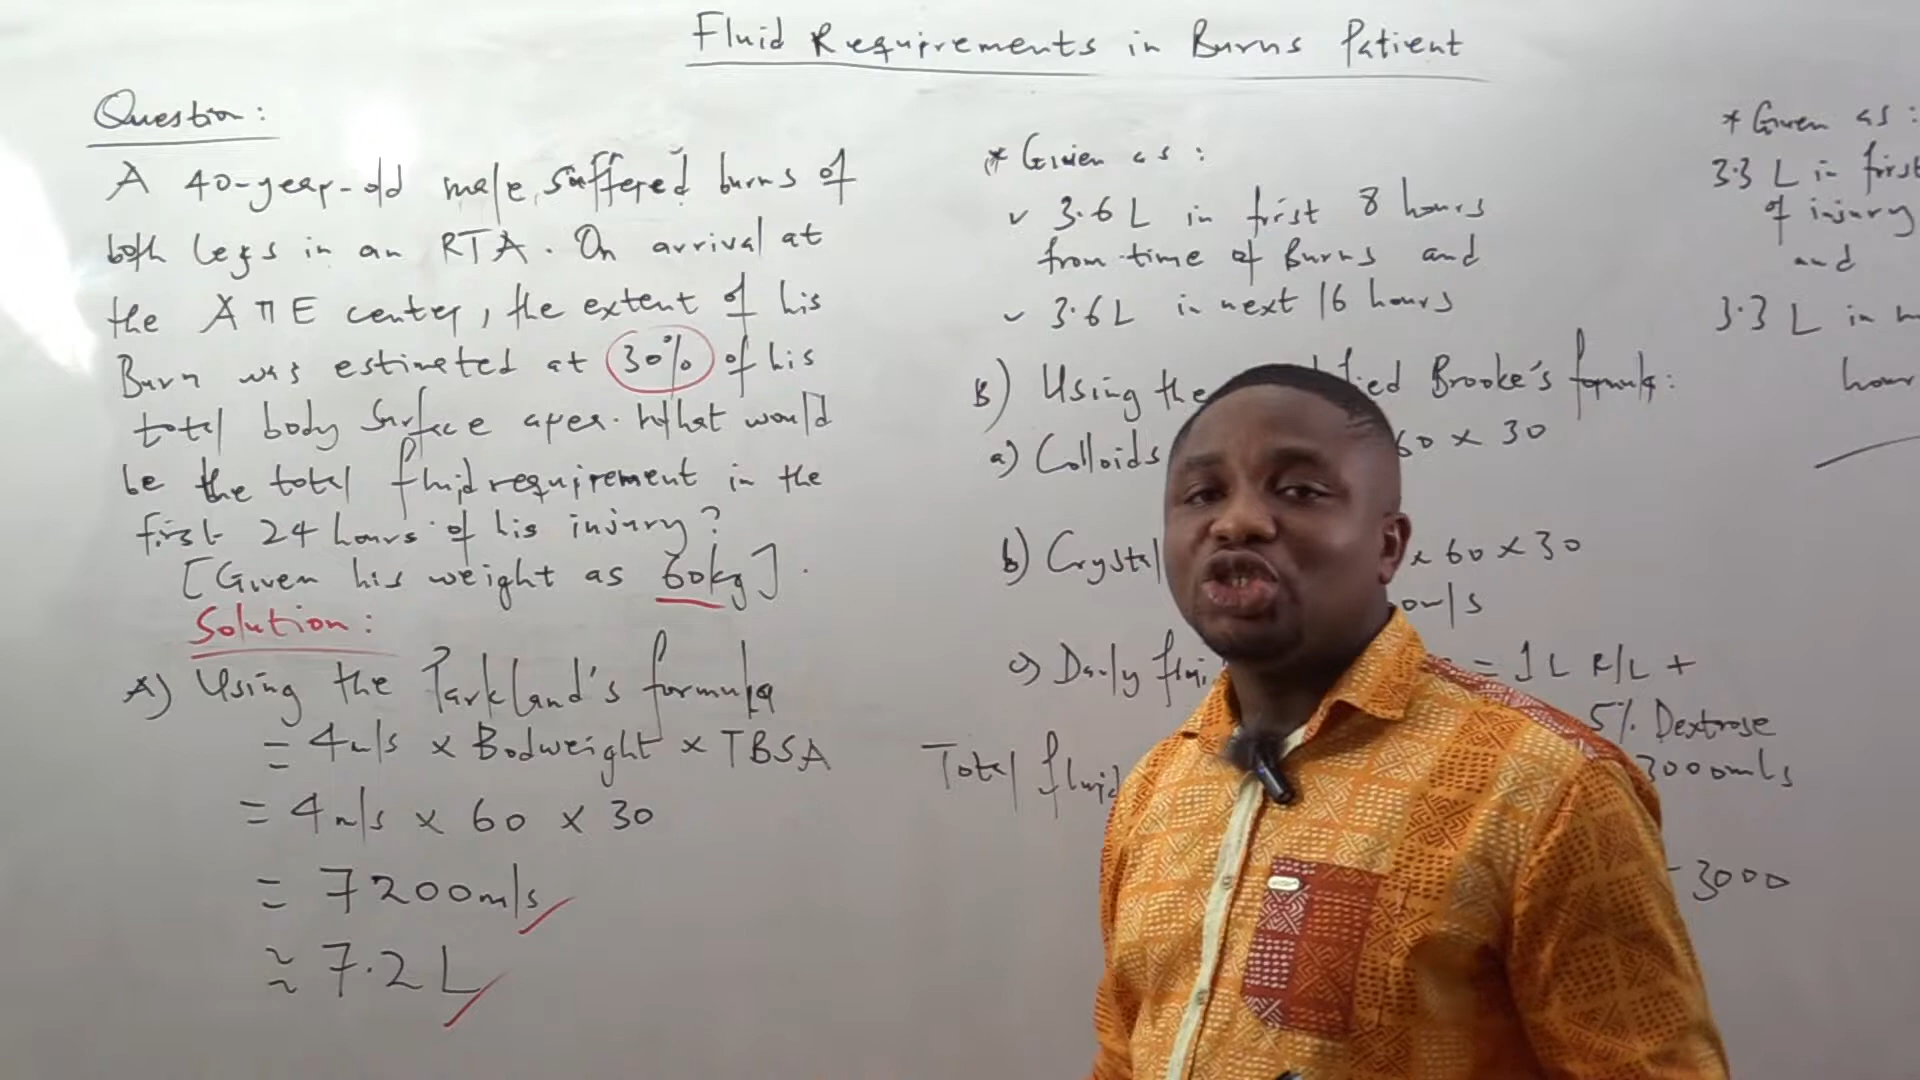 Fluid Requirements in Burns Patient
Question:
A 40-year-old male suffered burns of
both legs in an RTA. On arrival at
the A
E center, the extent of his
Burn was estimated at 30% of his
total body surface area. What would
be the total fluid requirement in the
first 24 hours of his injury?
[Given his weight as 60kg].
Solution:
A) Using the Parkland's formula
= 4mls × Bodweight × TBSA
= 4mls × 60 × 30
= 7200mls
≈ 7.2 L
* Given as:
✓ 3.6 L in first 8 hours
from time of Burns and
✓ 3.6L in next 16 hours
B) Using the
Brooke's formula:
a) Colloids
60 × 30
b)
× 60 × 30
c) Daily
= 1L R/L +
5% Dextrose
Total fluid
3000mls
3000
* Given as:
3.3 L in first
of injury
and
3.3 L in